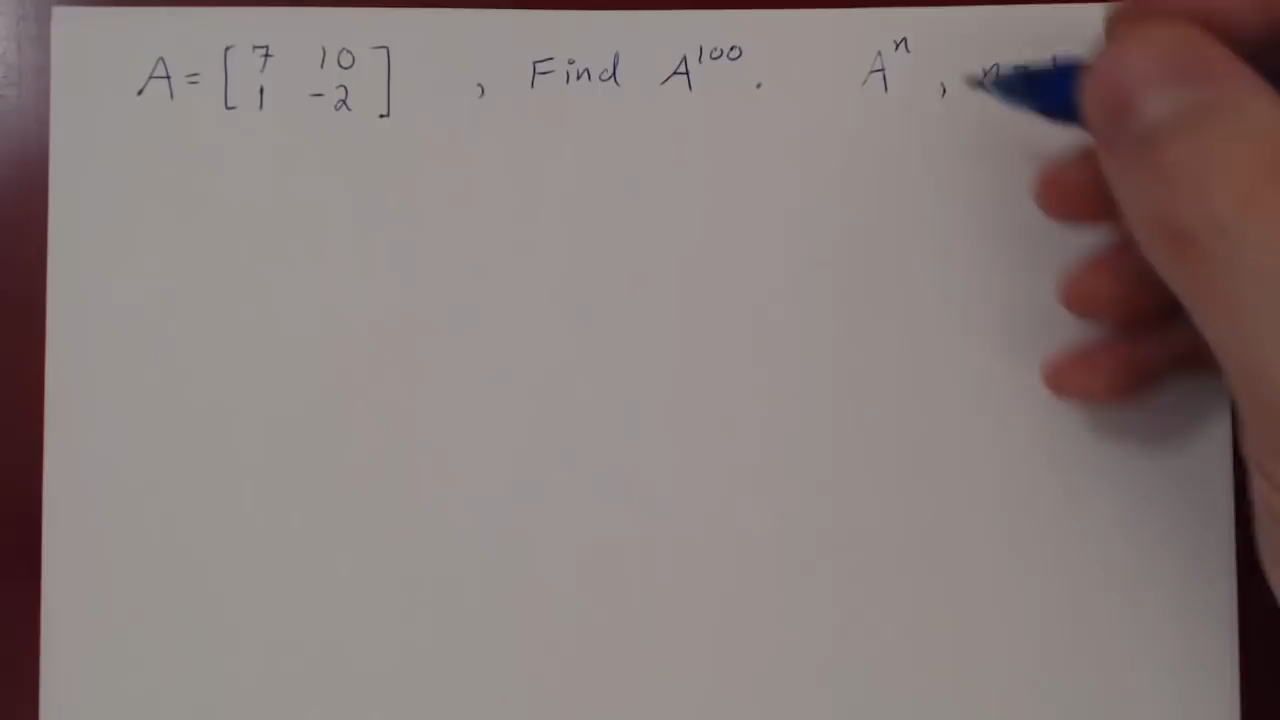 A = [ 7 10 ; 1 -2 ] , Find A^100 . A^n , n